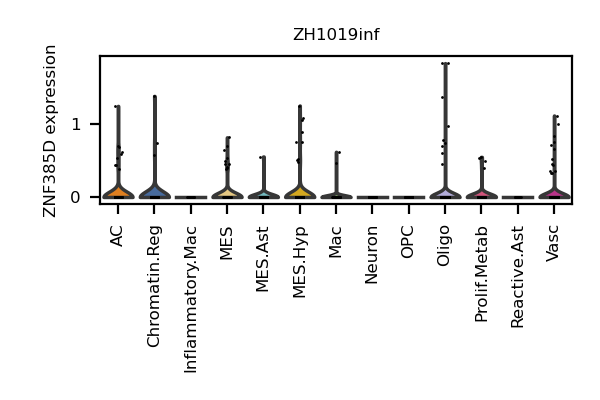 ZH1019inf
ZNF385D expression
1
0
AC
Chromatin.Reg
Inflammatory.Mac
MES
MES.Ast
MES.Hyp
Mac
Neuron
OPC
Oligo
Prolif.Metab
Reactive.Ast
Vasc